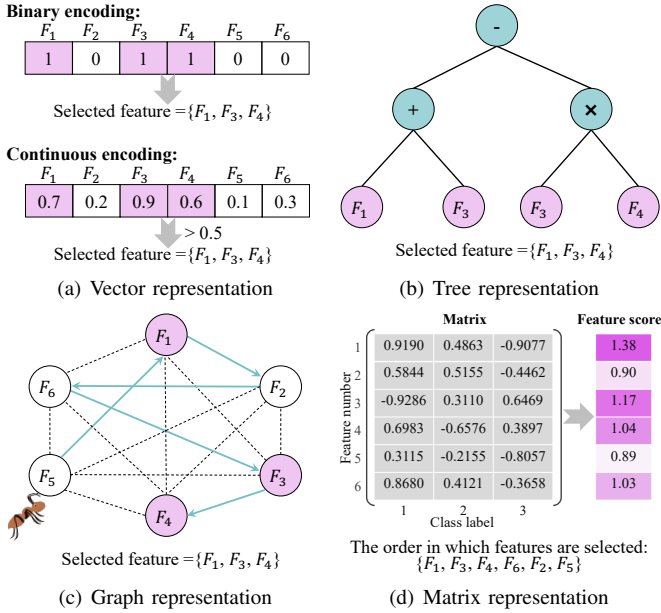 Binary encoding:
F₁ F₂ F₃ F₄ F₅ F₆
1 0 1 1 0 0
Selected feature ={F₁, F₃, F₄}
Continuous encoding:
F₁ F₂ F₃ F₄ F₅ F₆
0.7 0.2 0.9 0.6 0.1 0.3
> 0.5
Selected feature ={F₁, F₃, F₄}
(a) Vector representation
-
+ ×
F₁ F₃ F₃ F₄
Selected feature ={F₁, F₃, F₄}
(b) Tree representation
F₁
F₆ F₂
F₅ F₃
F₄
Selected feature ={F₁, F₃, F₄}
(c) Graph representation
Matrix Feature score
Feature number
1 0.9190 0.4863 -0.9077 1.38
2 0.5844 0.5155 -0.4462 0.90
3 -0.9286 0.3110 0.6469 1.17
4 0.6983 -0.6576 0.3897 1.04
5 0.3115 -0.2155 -0.8057 0.89
6 0.8680 0.4121 -0.3658 1.03
1 2 3
Class label
The order in which features are selected:
{F₁, F₃, F₄, F₆, F₂, F₅}
(d) Matrix representation